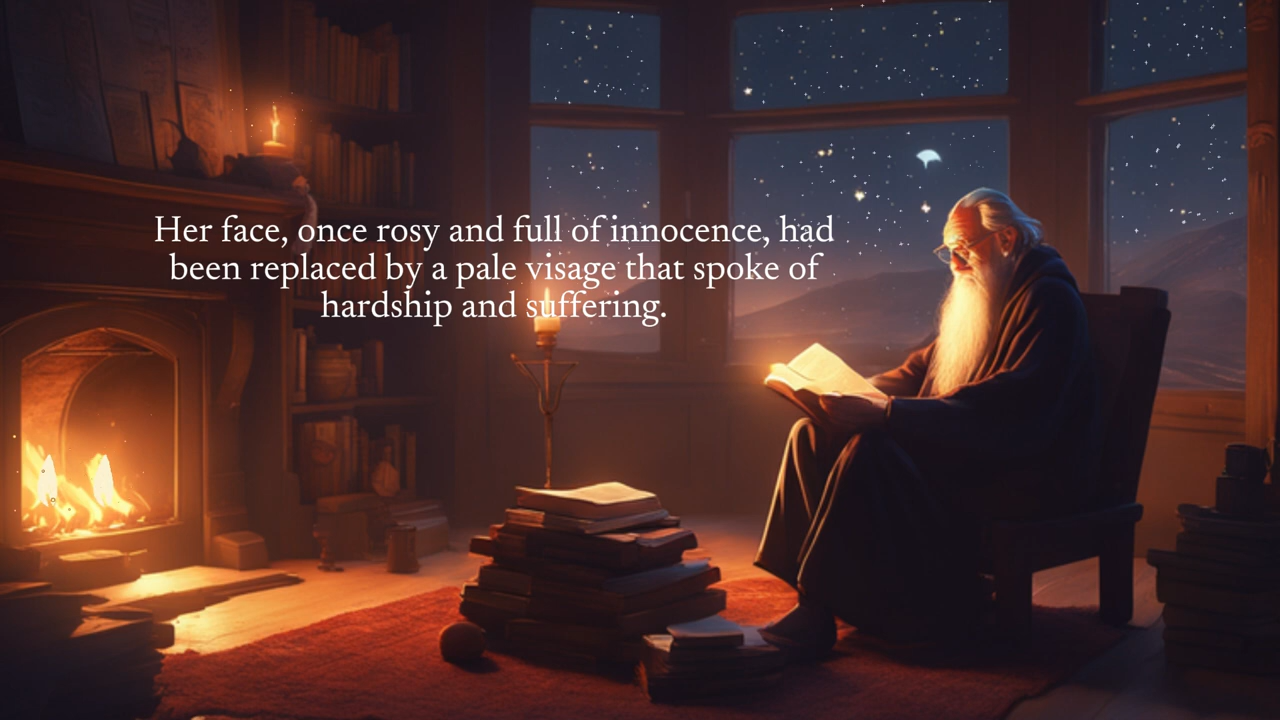 Her face, once rosy and full of innocence, had
been replaced by a pale visage that spoke of
hardship and suffering.